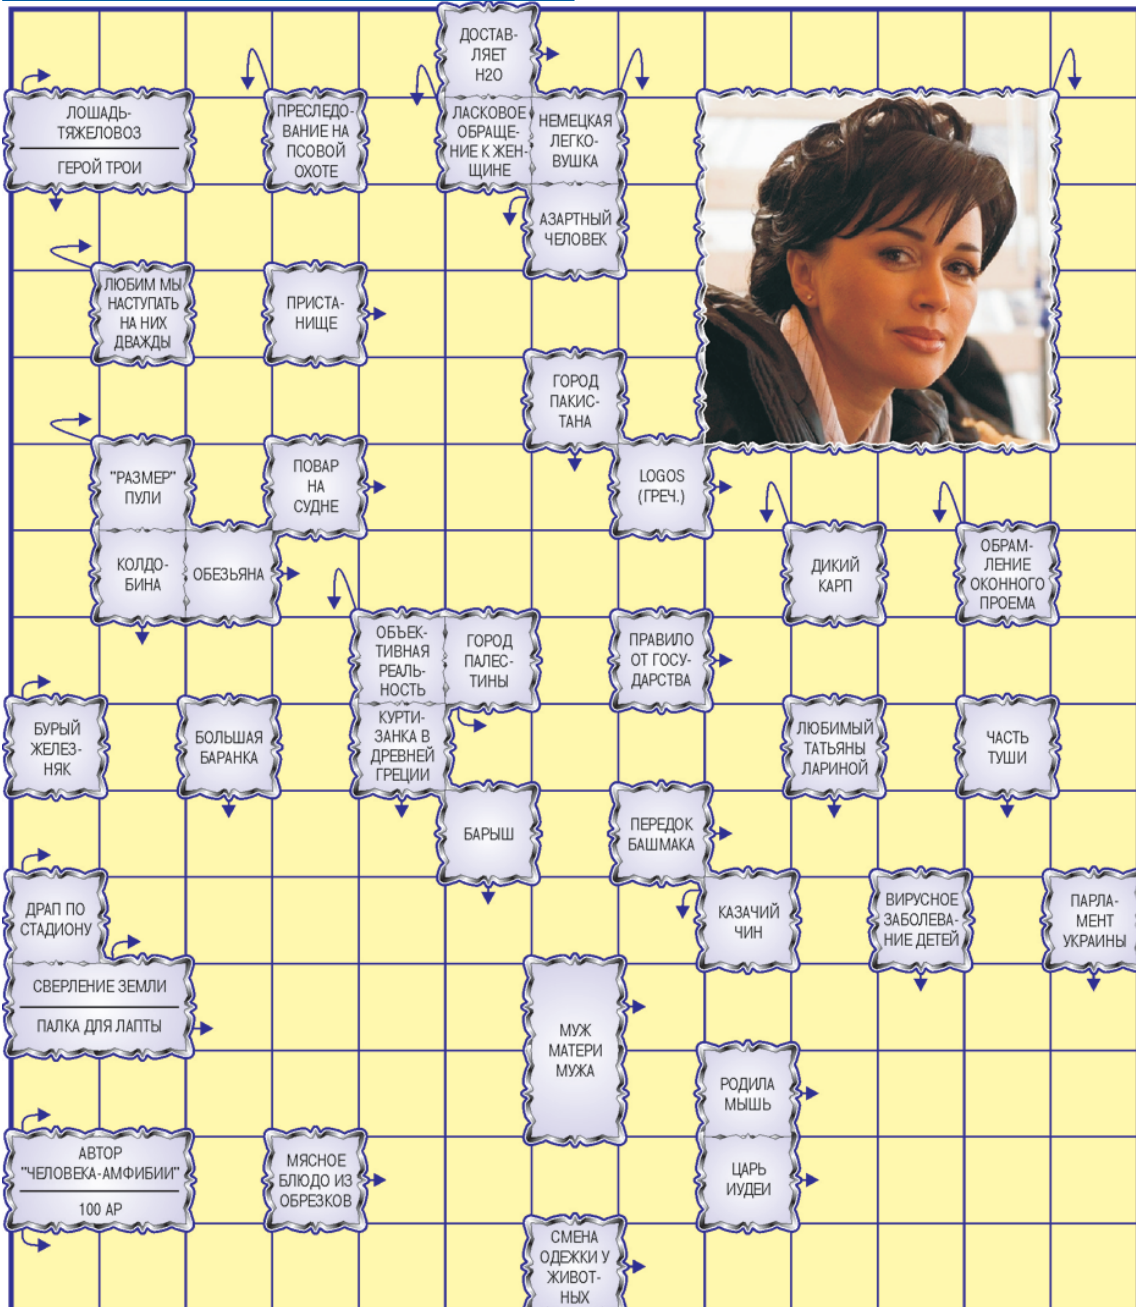 ДОСТАВ-
ЛЯЕТ
Н2О
ЛОШАДЬ-
ТЯЖЕЛОВОЗ
ГЕРОЙ ТРОИ
ПРЕСЛЕДО-
ВАНИЕ НА
ПСОВОЙ
ОХОТЕ
ЛАСКОВОЕ
ОБРАЩЕ-
НИЕ К ЖЕН-
ЩИНЕ
НЕМЕЦКАЯ
ЛЕГКО-
ВУШКА
АЗАРТНЫЙ
ЧЕЛОВЕК
ЛЮБИМ МЫ
НАСТУПАТЬ
НА НИХ
ДВАЖДЫ
ПРИСТА-
НИЩЕ
ГОРОД
ПАКИС-
ТАНА
"РАЗМЕР"
ПУЛИ
ПОВАР
НА
СУДНЕ
LOGOS
(ГРЕЧ.)
КОЛДО-
БИНА
ОБЕЗЬЯНА
ДИКИЙ
КАРП
ОБРАМ-
ЛЕНИЕ
ОКОННОГО
ПРОЕМА
ОБЪЕК-
ТИВНАЯ
РЕАЛЬ-
НОСТЬ
ГОРОД
ПАЛЕС-
ТИНЫ
ПРАВИЛО
ОТ ГОСУ-
ДАРСТВА
БУРЫЙ
ЖЕЛЕЗ-
НЯК
БОЛЬШАЯ
БАРАНКА
КУРТИ-
ЗАНКА В
ДРЕВНЕЙ
ГРЕЦИИ
ЛЮБИМЫЙ
ТАТЬЯНЫ
ЛАРИНОЙ
ЧАСТЬ
ТУШИ
БАРЫШ
ПЕРЕДОК
БАШМАКА
ДРАП ПО
СТАДИОНУ
КАЗАЧИЙ
ЧИН
ВИРУСНОЕ
ЗАБОЛЕВА-
НИЕ ДЕТЕЙ
ПАРЛА-
МЕНТ
УКРАИНЫ
СВЕРЛЕНИЕ ЗЕМЛИ
ПАЛКА ДЛЯ ЛАПТЫ
МУЖ
МАТЕРИ
МУЖА
РОДИЛА
МЫШЬ
АВТОР
"ЧЕЛОВЕКА-АМФИБИИ"
100 АР
МЯСНОЕ
БЛЮДО ИЗ
ОБРЕЗКОВ
ЦАРЬ
ИУДЕИ
СМЕНА
ОДЕЖКИ У
ЖИВОТ-
НЫХ